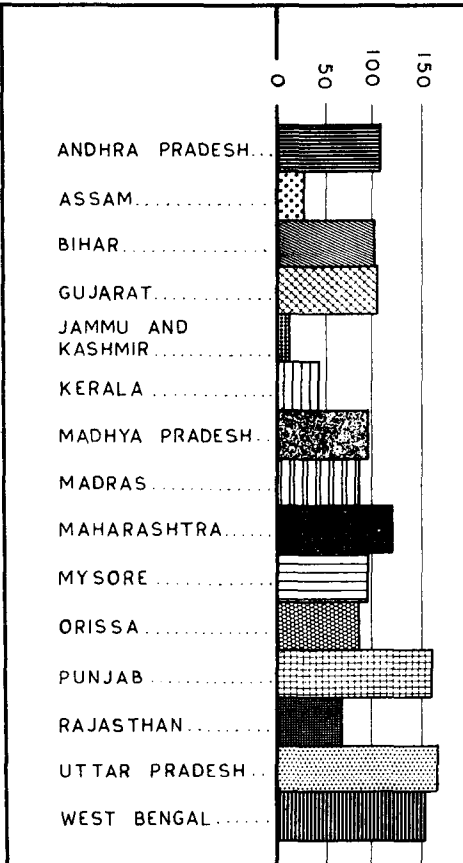 0 50 100 150
ANDHRA PRADESH...
ASSAM.............
BIHAR...............
GUJARAT............
JAMMU AND
KASHMIR...........
KERALA............
MADHYA PRADESH..
MADRAS............
MAHARASHTRA.....
MYSORE............
ORISSA.............
PUNJAB.............
RAJASTHAN.........
UTTAR PRADESH..
WEST BENGAL......